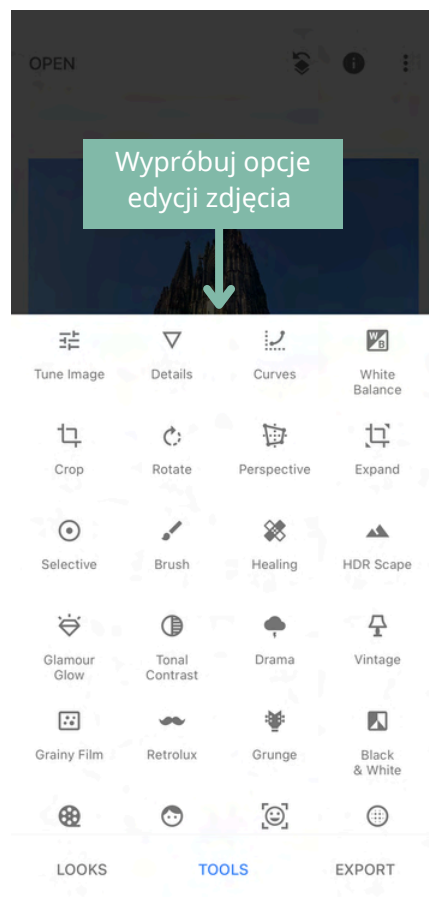 OPEN
Wypróbuj opcje
edycji zdjęcia
Tune Image
Details
Curves
White
Balance
Crop
Rotate
Perspective
Expand
Selective
Brush
Healing
HDR Scape
Glamour
Glow
Tonal
Contrast
Drama
Vintage
Grainy Film
Retrolux
Grunge
Black
& White
LOOKS
TOOLS
EXPORT